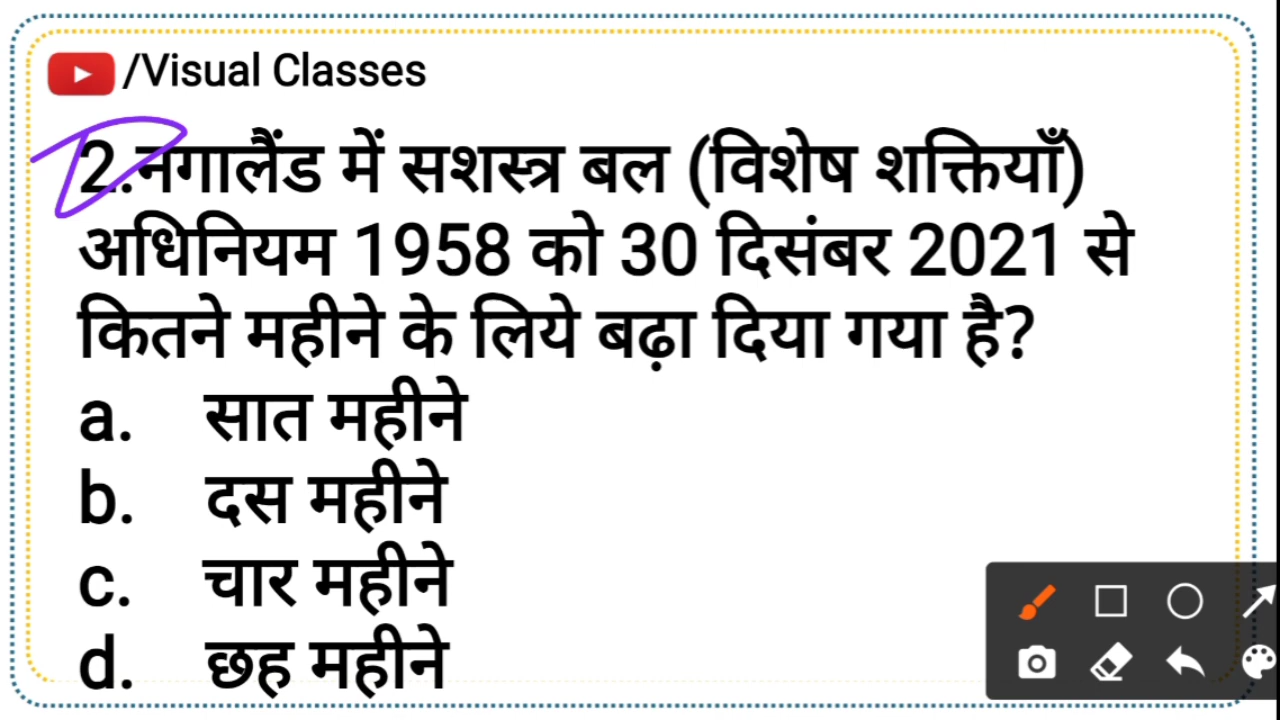 /Visual Classes
2.नगालैंड में सशस्त्र बल (विशेष शक्तियाँ)
अधिनियम 1958 को 30 दिसंबर 2021 से
कितने महीने के लिये बढ़ा दिया गया है?
a. सात महीने
b. दस महीने
c. चार महीने
d. छह महीने